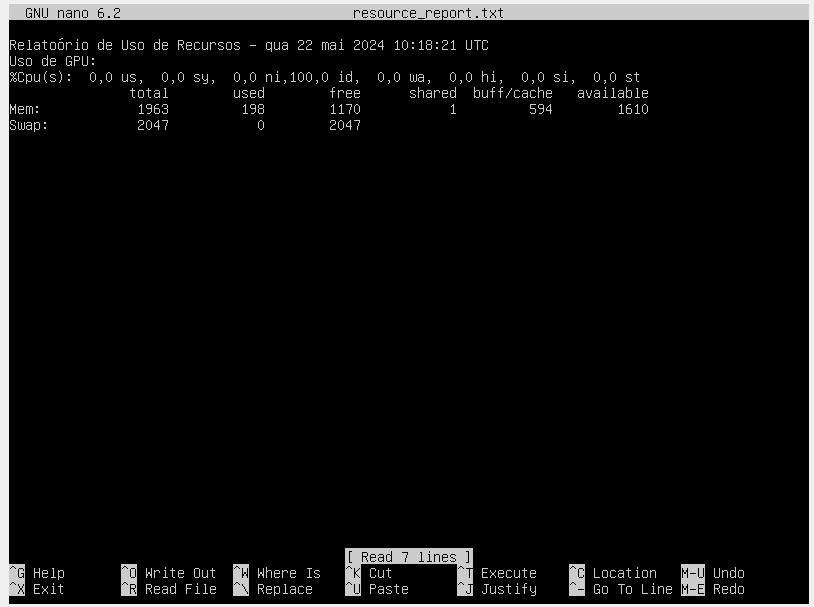 GNU nano 6.2 resource_report.txt
Relatoório de Uso de Recursos - qua 22 mai 2024 10:18:21 UTC
Uso de GPU:
%Cpu(s):  0,0 us,  0,0 sy,  0,0 ni,100,0 id,  0,0 wa,  0,0 hi,  0,0 si,  0,0 st
total used free shared buff/cache available
Mem: 1963 198 1170 1 594 1610
Swap: 2047 0 2047
[ Read 7 lines ]
^G Help ^O Write Out ^W Where Is ^K Cut ^T Execute ^C Location M-U Undo
^X Exit ^R Read File ^\ Replace ^U Paste ^J Justify ^- Go To Line M-E Redo